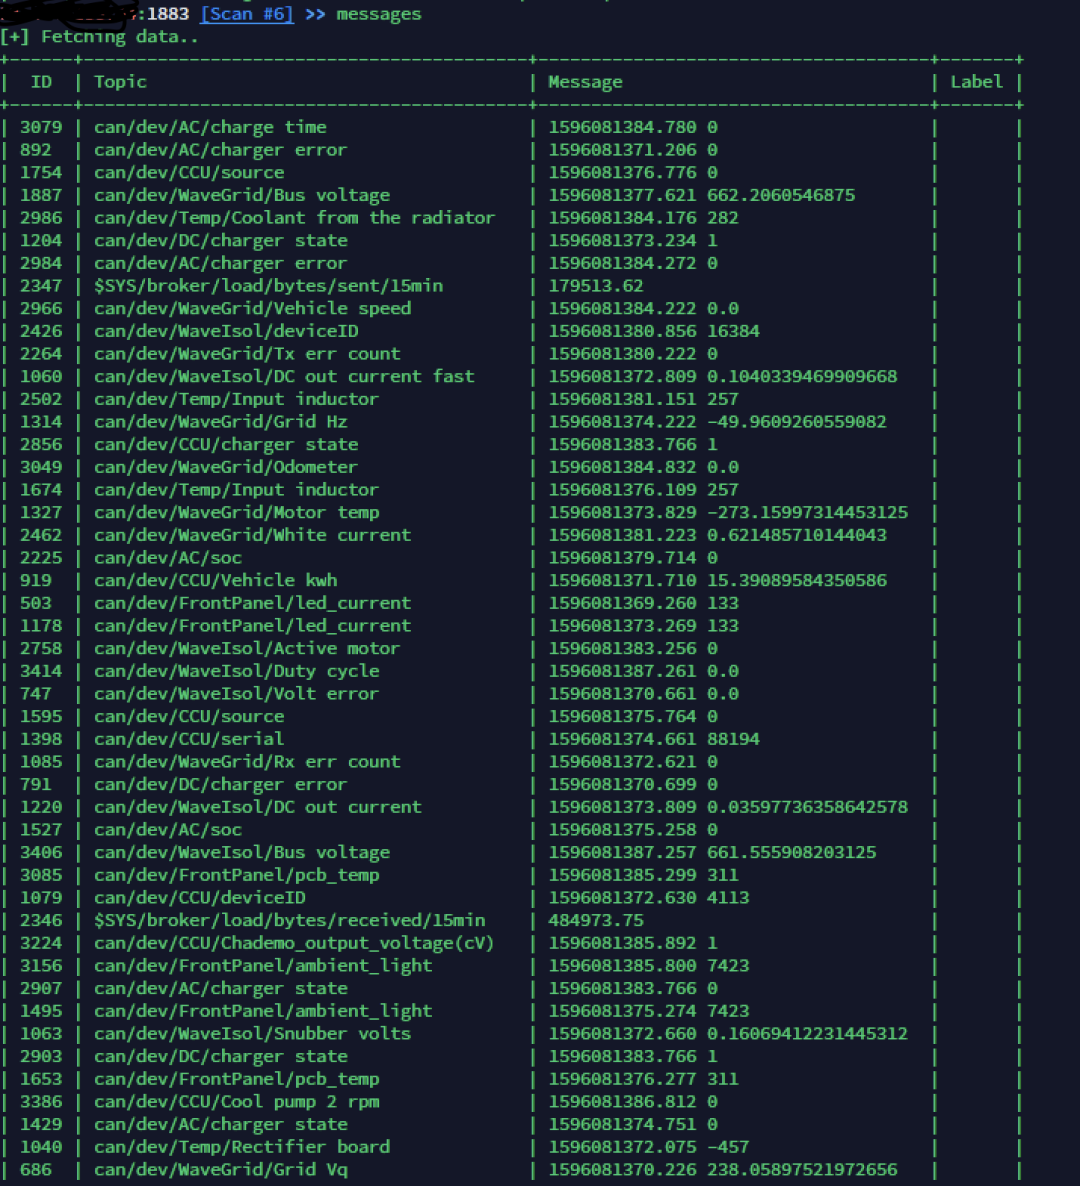 :1883 [Scan #6] >> messages
[+] Fetching data..
| ID | Topic | Message | Label |
| 3079 | can/dev/AC/charge time | 1596081384.780 0 | |
| 892 | can/dev/AC/charger error | 1596081371.206 0 | |
| 1754 | can/dev/CCU/source | 1596081376.776 0 | |
| 1887 | can/dev/WaveGrid/Bus voltage | 1596081377.621 662.2060546875 | |
| 2986 | can/dev/Temp/Coolant from the radiator | 1596081384.176 282 | |
| 1204 | can/dev/DC/charger state | 1596081373.234 1 | |
| 2984 | can/dev/AC/charger error | 1596081384.272 0 | |
| 2347 | $SYS/broker/load/bytes/sent/15min | 179513.62 | |
| 2966 | can/dev/WaveGrid/Vehicle speed | 1596081384.222 0.0 | |
| 2426 | can/dev/WaveIsol/deviceID | 1596081380.856 16384 | |
| 2264 | can/dev/WaveGrid/Tx err count | 1596081380.222 0 | |
| 1060 | can/dev/WaveIsol/DC out current fast | 1596081372.809 0.1040339469909668 | |
| 2502 | can/dev/Temp/Input inductor | 1596081381.151 257 | |
| 1314 | can/dev/WaveGrid/Grid Hz | 1596081374.222 -49.9609260559082 | |
| 2856 | can/dev/CCU/charger state | 1596081383.766 1 | |
| 3049 | can/dev/WaveGrid/Odometer | 1596081384.832 0.0 | |
| 1674 | can/dev/Temp/Input inductor | 1596081376.109 257 | |
| 1327 | can/dev/WaveGrid/Motor temp | 1596081373.829 -273.15997314453125 | |
| 2462 | can/dev/WaveGrid/White current | 1596081381.223 0.621485710144043 | |
| 2225 | can/dev/AC/soc | 1596081379.714 0 | |
| 919 | can/dev/CCU/Vehicle kwh | 1596081371.710 15.39089584350586 | |
| 503 | can/dev/FrontPanel/led_current | 1596081369.260 133 | |
| 1178 | can/dev/FrontPanel/led_current | 1596081373.269 133 | |
| 2758 | can/dev/WaveIsol/Active motor | 1596081383.256 0 | |
| 3414 | can/dev/WaveIsol/Duty cycle | 1596081387.261 0.0 | |
| 747 | can/dev/WaveIsol/Volt error | 1596081370.661 0.0 | |
| 1595 | can/dev/CCU/source | 1596081375.764 0 | |
| 1398 | can/dev/CCU/serial | 1596081374.661 88194 | |
| 1085 | can/dev/WaveGrid/Rx err count | 1596081372.621 0 | |
| 791 | can/dev/DC/charger error | 1596081370.699 0 | |
| 1220 | can/dev/WaveIsol/DC out current | 1596081373.809 0.03597736358642578 | |
| 1527 | can/dev/AC/soc | 1596081375.258 0 | |
| 3406 | can/dev/WaveIsol/Bus voltage | 1596081387.257 661.555908203125 | |
| 3085 | can/dev/FrontPanel/pcb_temp | 1596081385.299 311 | |
| 1079 | can/dev/CCU/deviceID | 1596081372.630 4113 | |
| 2346 | $SYS/broker/load/bytes/received/15min | 484973.75 | |
| 3224 | can/dev/CCU/Chademo_output_voltage(cV) | 1596081385.892 1 | |
| 3156 | can/dev/FrontPanel/ambient_light | 1596081385.800 7423 | |
| 2907 | can/dev/AC/charger state | 1596081383.766 0 | |
| 1495 | can/dev/FrontPanel/ambient_light | 1596081375.274 7423 | |
| 1063 | can/dev/WaveIsol/Snubber volts | 1596081372.660 0.16069412231445312 | |
| 2903 | can/dev/DC/charger state | 1596081383.766 1 | |
| 1653 | can/dev/FrontPanel/pcb_temp | 1596081376.277 311 | |
| 3386 | can/dev/CCU/Cool pump 2 rpm | 1596081386.812 0 | |
| 1429 | can/dev/AC/charger state | 1596081374.751 0 | |
| 1040 | can/dev/Temp/Rectifier board | 1596081372.075 -457 | |
| 686 | can/dev/WaveGrid/Grid Vq | 1596081370.226 238.05897521972656 | |